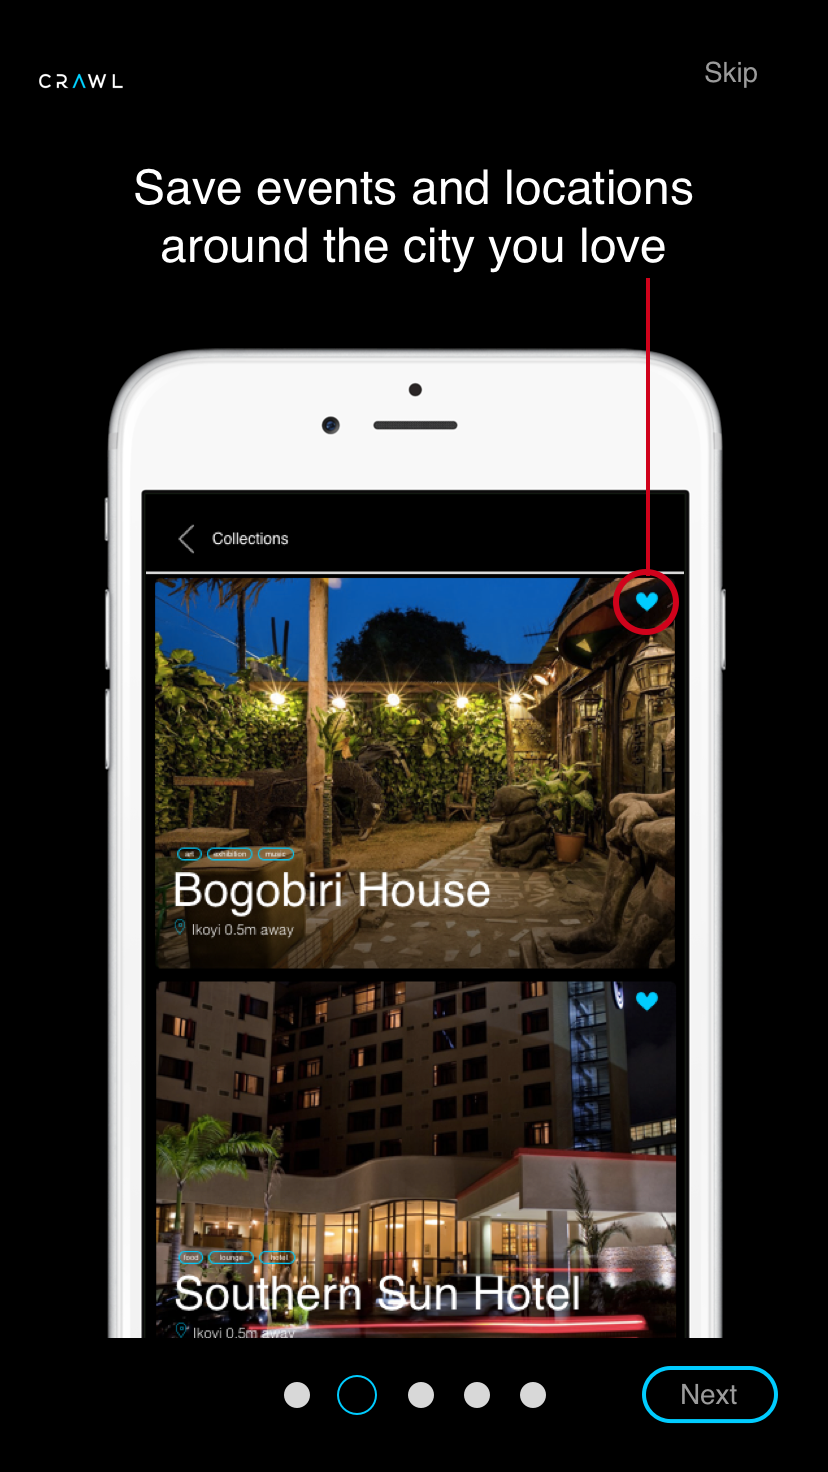 CRAWL
Skip
Save events and locations
around the city you love
Collections
art exhibition music
Bogobiri House
Ikoyi 0.5m away
food lounge hotel
Southern Sun Hotel
Ikoyi 0.5m away
Next